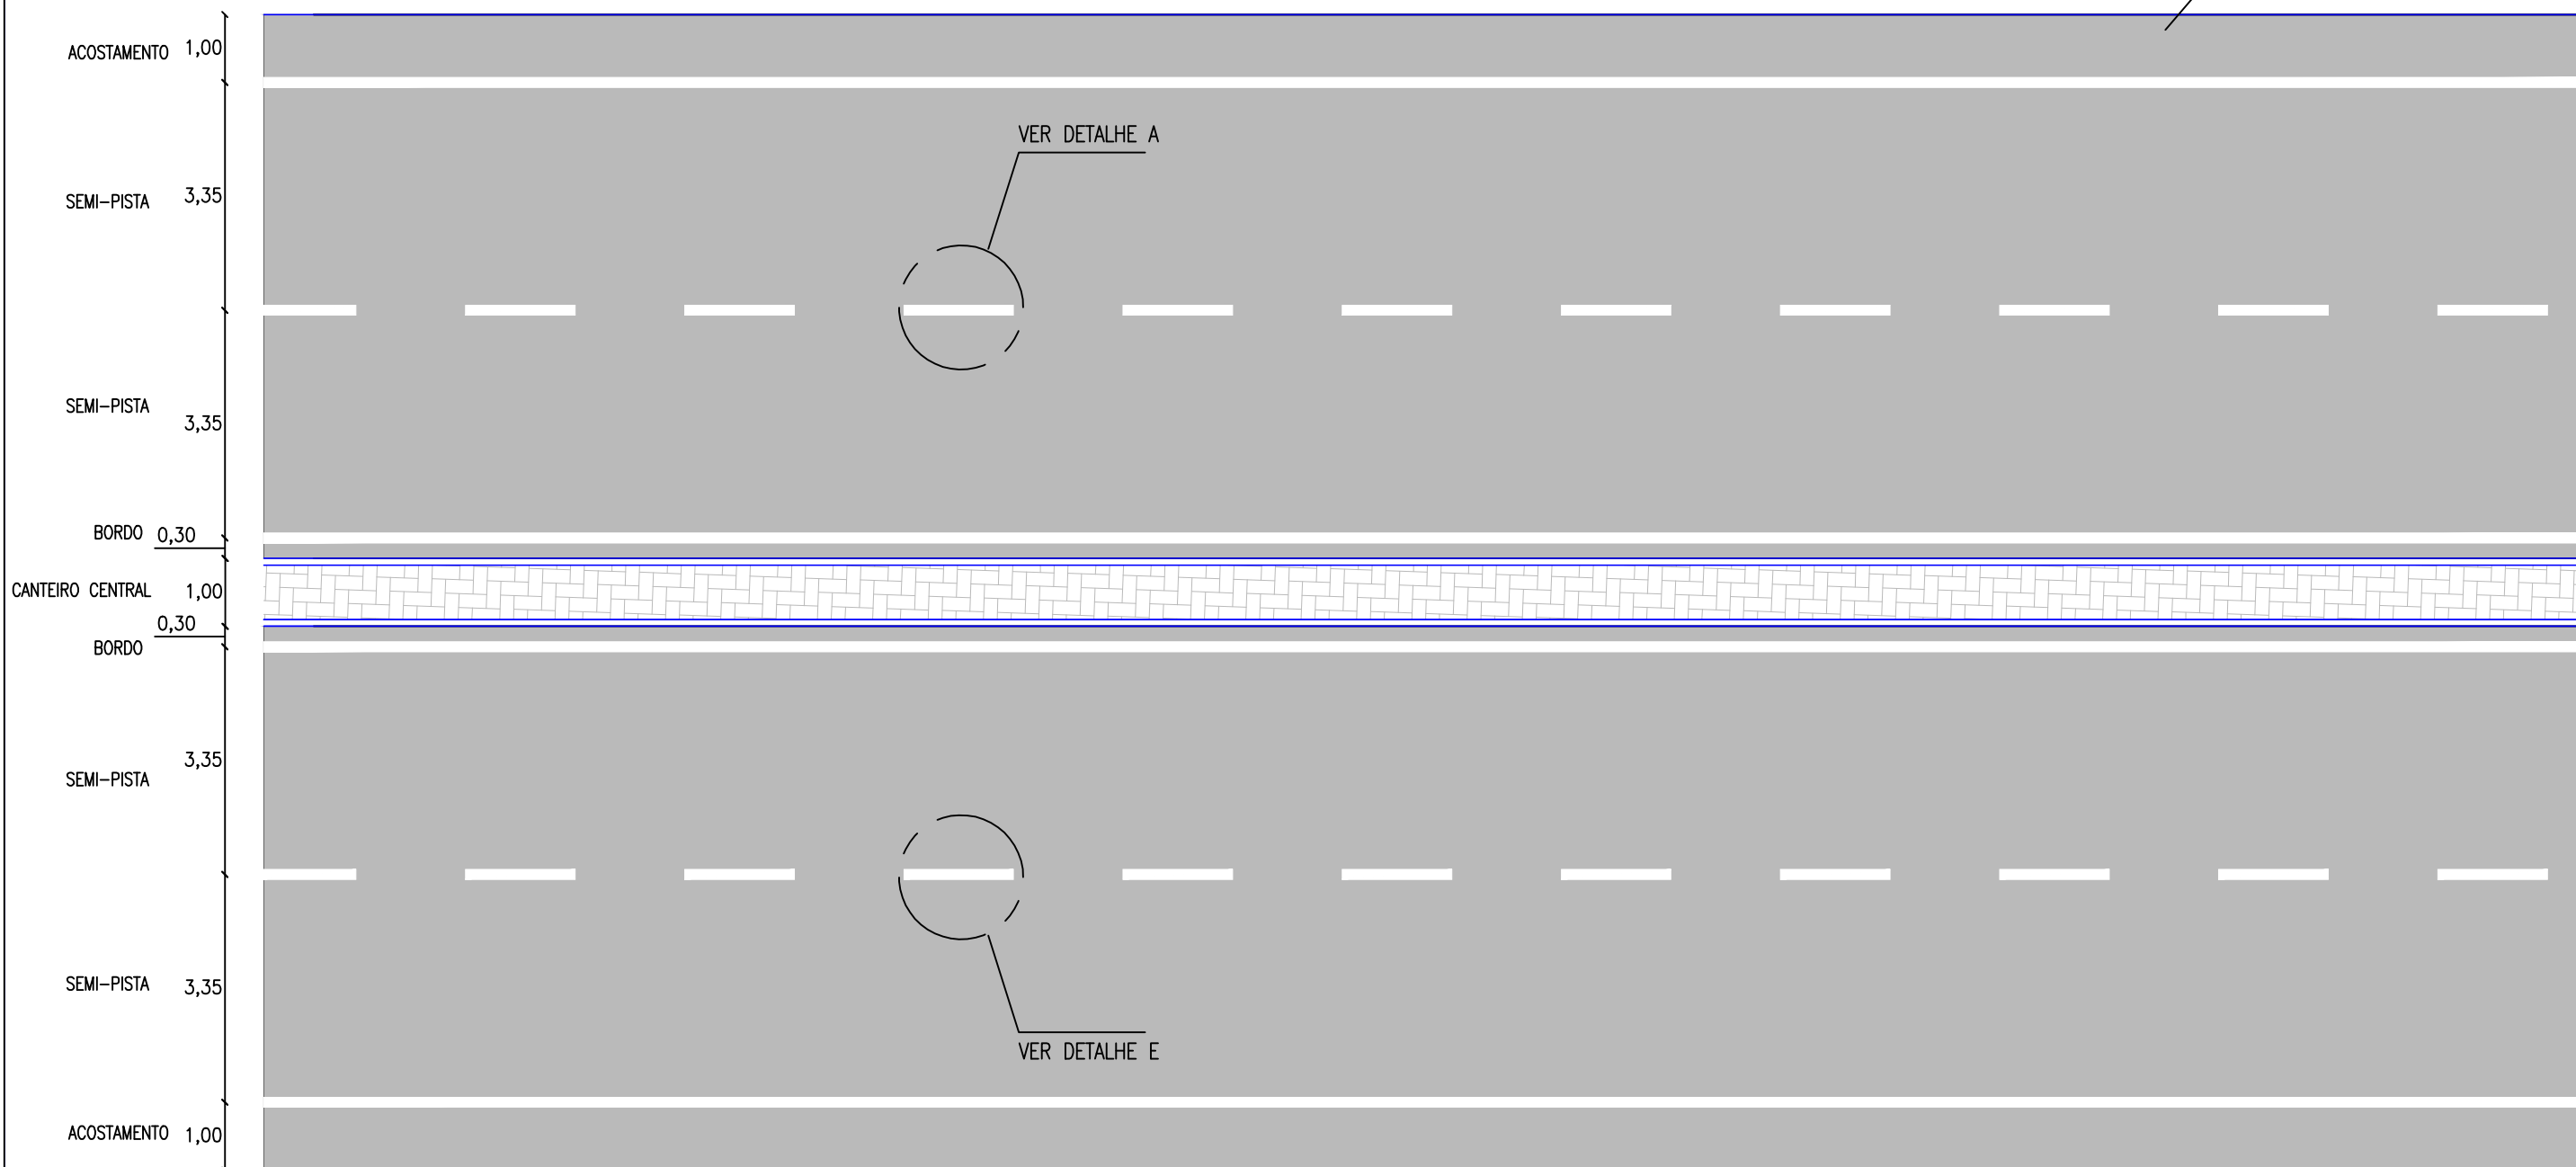 ACOSTAMENTO 1,00
VER DETALHE A
SEMI-PISTA 3,35
SEMI-PISTA 3,35
BORDO 0,30
CANTEIRO CENTRAL 1,00
0,30
BORDO
SEMI-PISTA 3,35
SEMI-PISTA 3,35
VER DETALHE E
ACOSTAMENTO 1,00